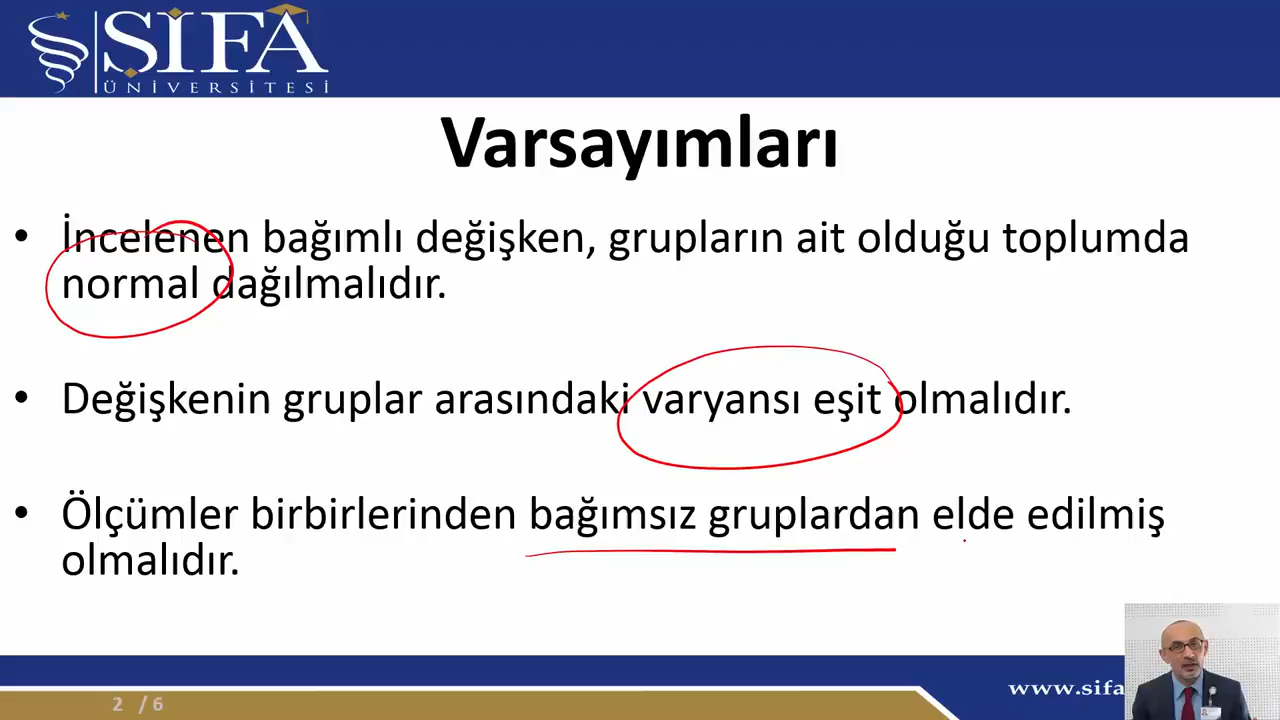 ŞİFA
ÜNİVERSİTESİ
Varsayımları
• İncelenen bağımlı değişken, grupların ait olduğu toplumda
normal dağılmalıdır.
• Değişkenin gruplar arasındaki varyansı eşit olmalıdır.
• Ölçümler birbirlerinden bağımsız gruplardan elde edilmiş
olmalıdır.
www.sifa
2 / 6